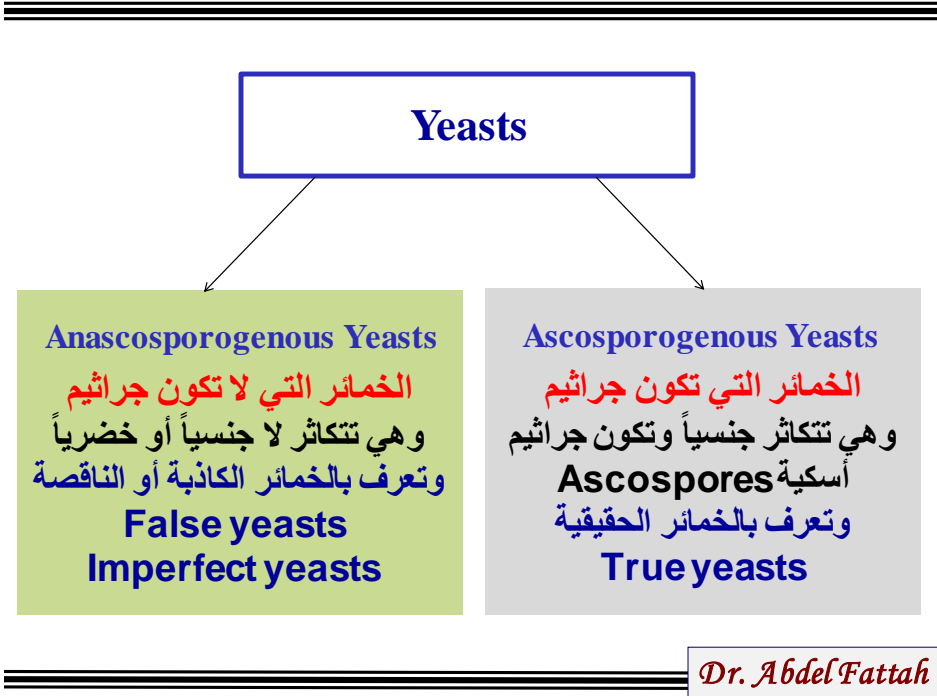 Yeasts
Anascosporogenous Yeasts
الخمائر التي لا تكون جراثيم
وهي تتكاثر لا جنسياً أو خضرياً
وتعرف بالخمائر الكاذبة أو الناقصة
False yeasts
Imperfect yeasts
Ascosporogenous Yeasts
الخمائر التي تكون جراثيم
وهي تتكاثر جنسياً وتكون جراثيم
أسكية Ascospores
وتعرف بالخمائر الحقيقية
True yeasts
Dr. Abdel Fattah